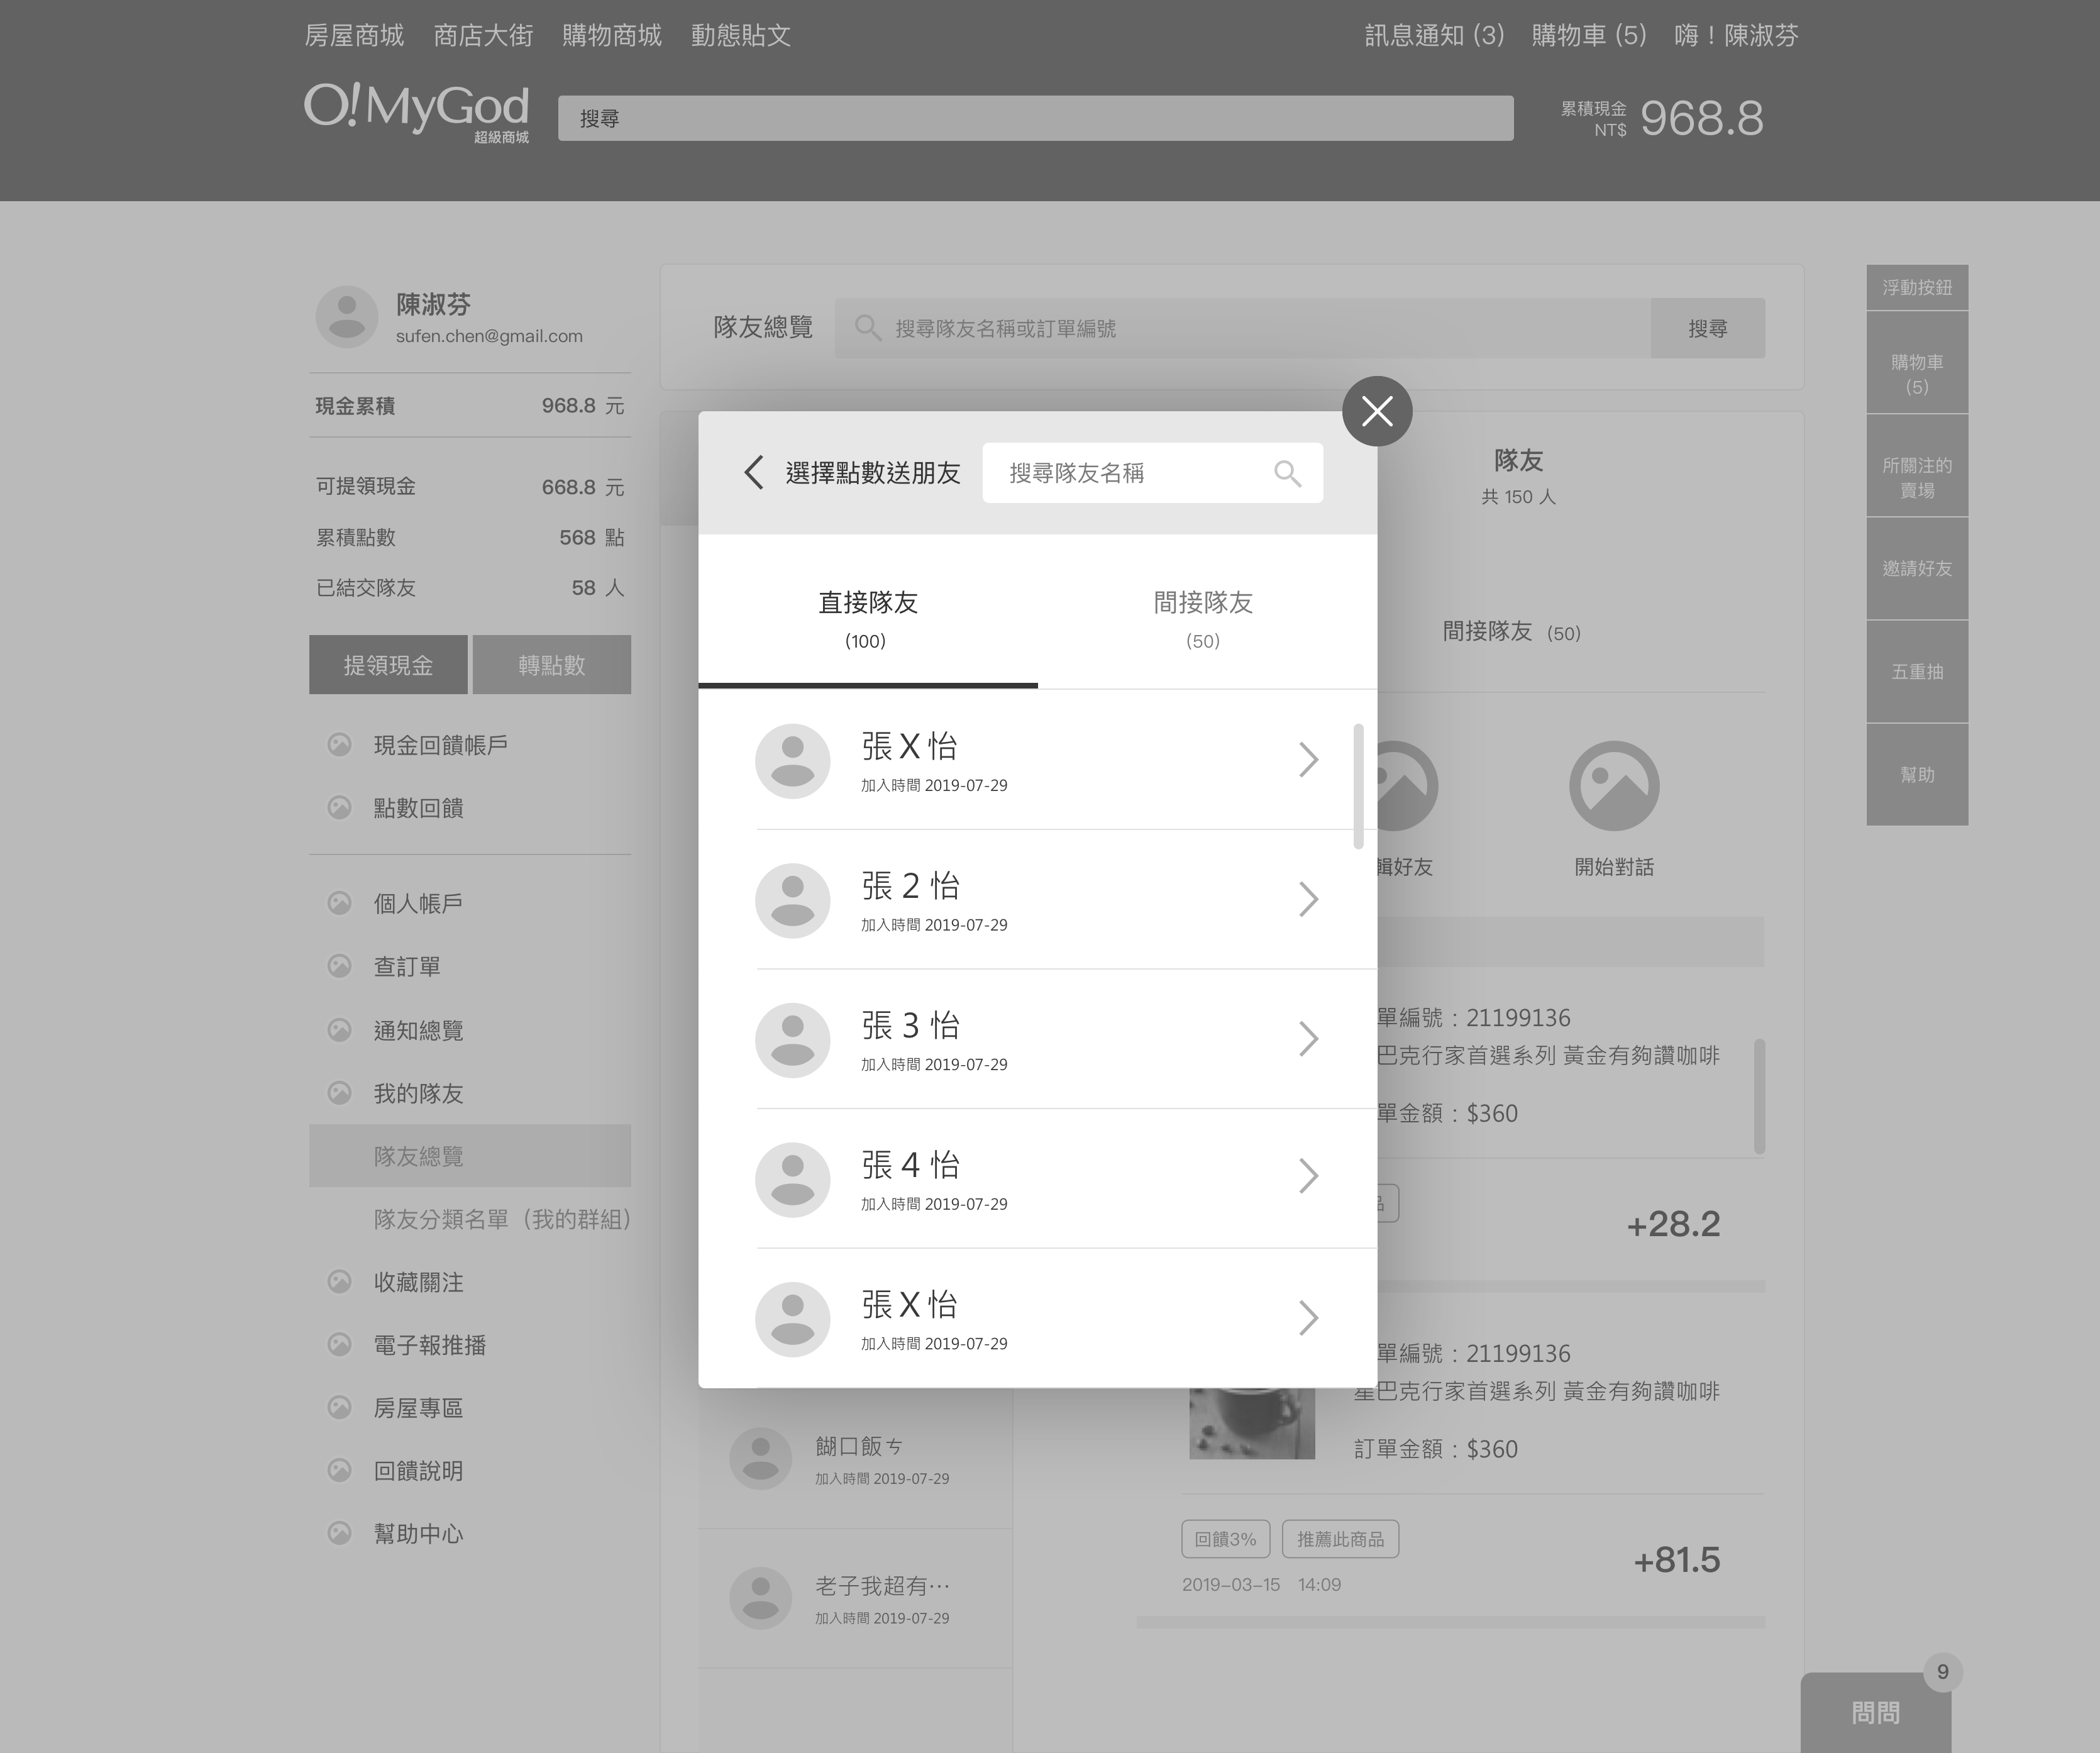 房屋商城 商店大街 購物商城 動態貼文
訊息通知 (3) 購物車 (5) 嗨！陳淑芬
O!MyGod
超級商城
搜尋
累積現金
NT$
968.8
陳淑芬
sufen.chen@gmail.com
現金累積 968.8 元
可提領現金 668.8 元
累積點數 568 點
已結交隊友 58 人
提領現金 轉點數
現金回饋帳戶
點數回饋
個人帳戶
查訂單
通知總覽
我的隊友
隊友總覽
隊友分類名單（我的群組）
收藏關注
電子報推播
房屋專區
回饋說明
幫助中心
隊友總覽
搜尋隊友名稱或訂單編號
搜尋
選擇點數送朋友
搜尋隊友名稱
直接隊友
(100)
間接隊友
(50)
張 X 怡
加入時間 2019-07-29
張 2 怡
加入時間 2019-07-29
張 3 怡
加入時間 2019-07-29
張 4 怡
加入時間 2019-07-29
張 X 怡
加入時間 2019-07-29
餬口飯ㄘ
加入時間 2019-07-29
老子我超有⋯
加入時間 2019-07-29
隊友
共 150 人
間接隊友 (50)
輯好友
開始對話
單編號：21199136
巴克行家首選系列 黃金有夠讚咖啡
單金額：$360
品
+28.2
單編號：21199136
星巴克行家首選系列 黃金有夠讚咖啡
訂單金額：$360
回饋3% 推薦此商品
+81.5
2019–03–15 14:09
浮動按鈕
購物車
(5)
所關注的
賣場
邀請好友
五重抽
幫助
9
問問